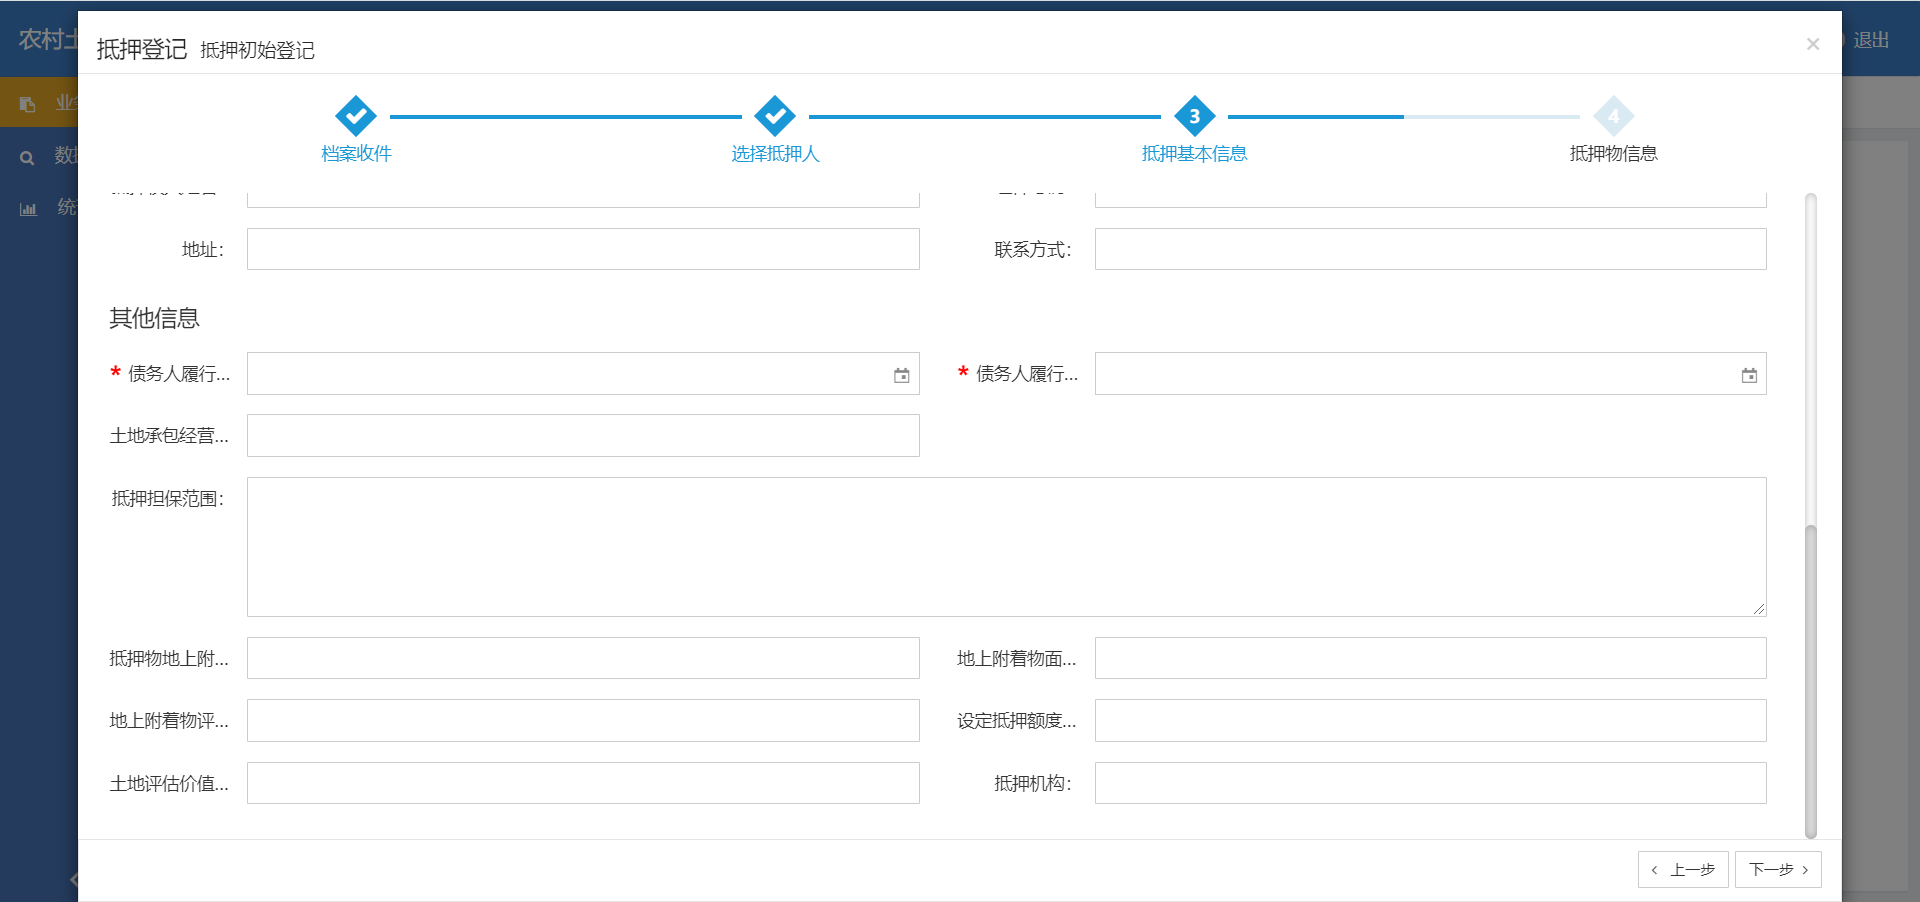 农村土
退出
抵押登记 抵押初始登记
×
业务
数据
统计
3
4
档案收件
选择抵押人
抵押基本信息
抵押物信息
地址：
联系方式：
其他信息
* 债务人履行...
* 债务人履行...
土地承包经营...
抵押担保范围：
抵押物地上附...
地上附着物面...
地上附着物评...
设定抵押额度...
土地评估价值...
抵押机构：
上一步
下一步